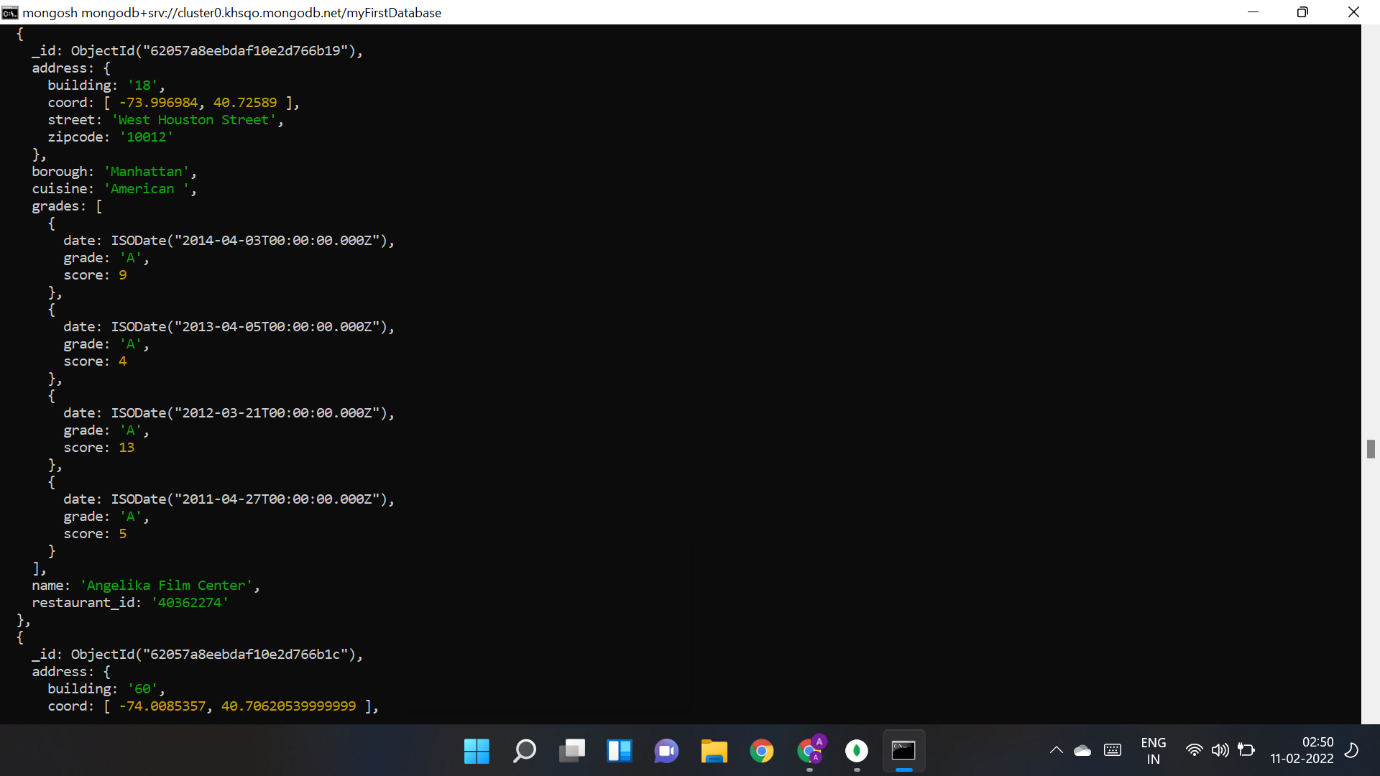 mongosh mongodb+srv://cluster0.khsqo.mongodb.net/myFirstDatabase
{
_id: ObjectId("62057a8eebdaf10e2d766b19"),
address: {
building: '18',
coord: [ -73.996984, 40.72589 ],
street: 'West Houston Street',
zipcode: '10012'
},
borough: 'Manhattan',
cuisine: 'American ',
grades: [
{
date: ISODate("2014-04-03T00:00:00.000Z"),
grade: 'A',
score: 9
},
{
date: ISODate("2013-04-05T00:00:00.000Z"),
grade: 'A',
score: 4
},
{
date: ISODate("2012-03-21T00:00:00.000Z"),
grade: 'A',
score: 13
},
{
date: ISODate("2011-04-27T00:00:00.000Z"),
grade: 'A',
score: 5
}
],
name: 'Angelika Film Center',
restaurant_id: '40362274'
},
{
_id: ObjectId("62057a8eebdaf10e2d766b1c"),
address: {
building: '60',
coord: [ -74.0085357, 40.70620539999999 ],
A
A
ENG
IN
02:50
11-02-2022